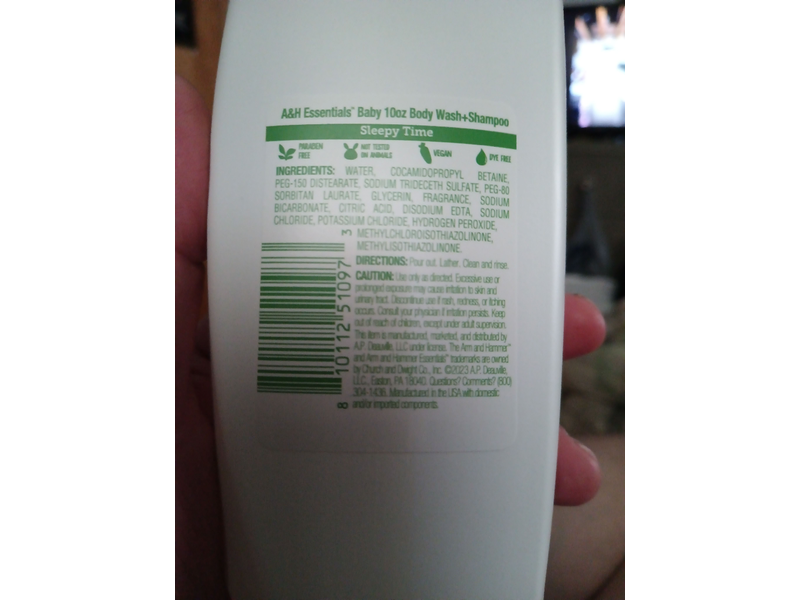 A&H Essentials™ Baby 10oz Body Wash+Shampoo
Sleepy Time
PARABEN FREE
NOT TESTED ON ANIMALS
VEGAN
DYE FREE
INGREDIENTS: WATER, COCAMIDOPROPYL BETAINE,
PEG-150 DISTEARATE, SODIUM TRIDECETH SULFATE, PEG-80
SORBITAN LAURATE, GLYCERIN, FRAGRANCE, SODIUM
BICARBONATE, CITRIC ACID, DISODIUM EDTA, SODIUM
CHLORIDE, POTASSIUM CHLORIDE, HYDROGEN PEROXIDE,
METHYLCHLOROISOTHIAZOLINONE,
METHYLISOTHIAZOLINONE.
DIRECTIONS: Pour out. Lather. Clean and rinse.
CAUTION: Use only as directed. Excessive use or
prolonged exposure may cause irritation to skin and
urinary tract. Discontinue use if rash, redness, or itching
occurs. Consult your physician if irritation persists. Keep
out of reach of children, except under adult supervision.
This item is manufactured, marketed, and distributed by
A.P. Deauville, LLC under license. The Arm and Hammer™
and Arm and Hammer Essentials™ trademarks are owned
by Church and Dwight Co., Inc. ©2023 A.P. Deauville,
LLC, Easton, PA 18040. Questions? Comments? (800)
304-1436. Manufactured in the USA with domestic
and/or imported components.
8 10112 51097 3